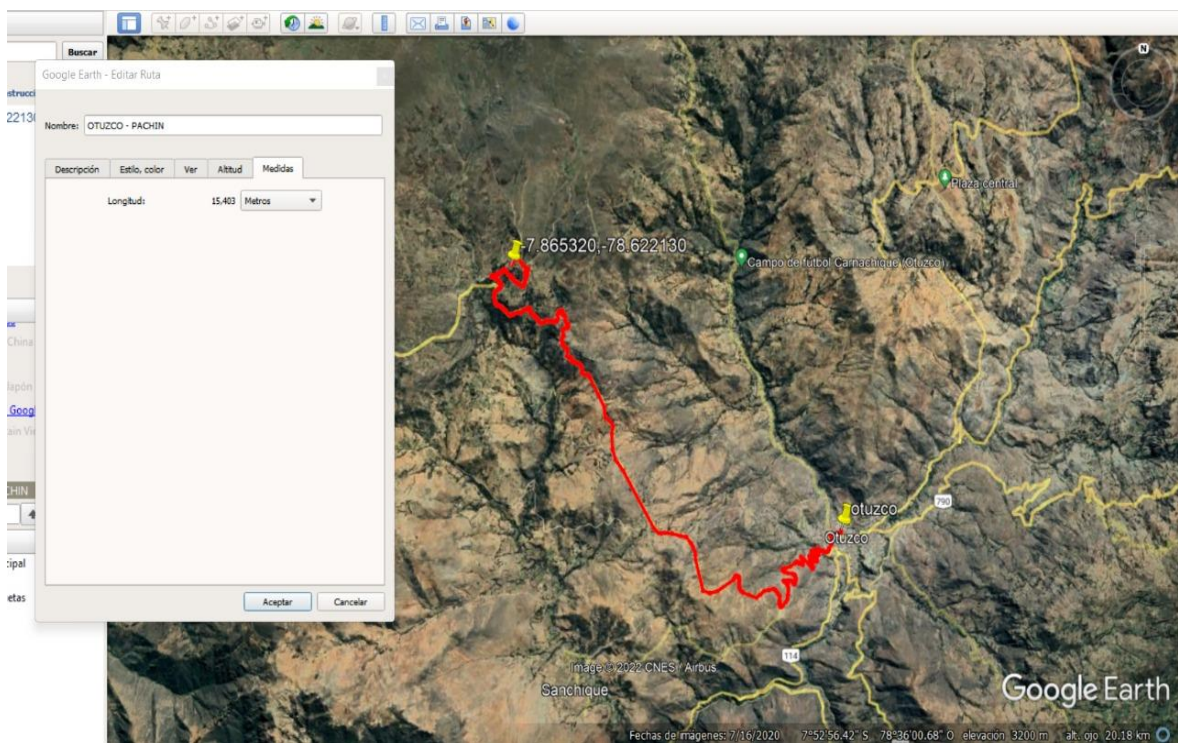 Buscar
Google Earth - Editar Ruta
2213
Nombre: OTUZCO - PACHIN
Descripción Estilo, color Ver Altitud Medidas
Longitud: 15,403 Metros
Aceptar Cancelar
China
Japón
Goog
CHIN
cipal
etas
N
Plaza central
-7.865320,-78.622130
Campo de futbol Carnachique (Otuzco)
790
otuzco
Otuzco
114
Image © 2022 CNES / Airbus
Sanchique
Google Earth
Fechas de imágenes: 7/16/2020 7°52'56.42" S 78°36'00.68" O elevación 3200 m alt. ojo 20.18 km